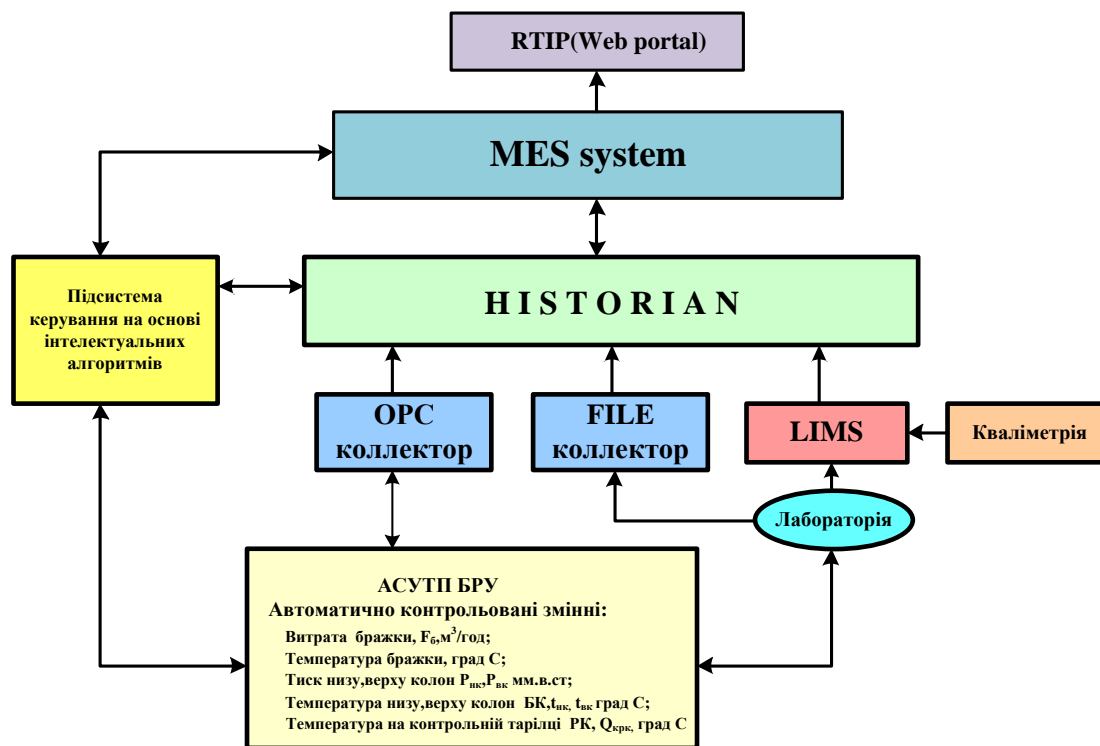 RTIP(Web portal)
MES system
Підсистема
керування на основі
інтелектуальних
алгоритмів
H I S T O R I A N
OPC
коллектор
FILE
коллектор
LIMS
Кваліметрія
Лабораторія
АСУТП БРУ
Автоматично контрольовані змінні:
Витрата бражки, Fб,м³/год;
Температура бражки, град С;
Тиск низу,верху колон Рнк,Рвк мм.в.ст;
Температура низу,верху колон БК,tнк, tвк град С;
Температура на контрольній тарілці РК, Qкрк, град С